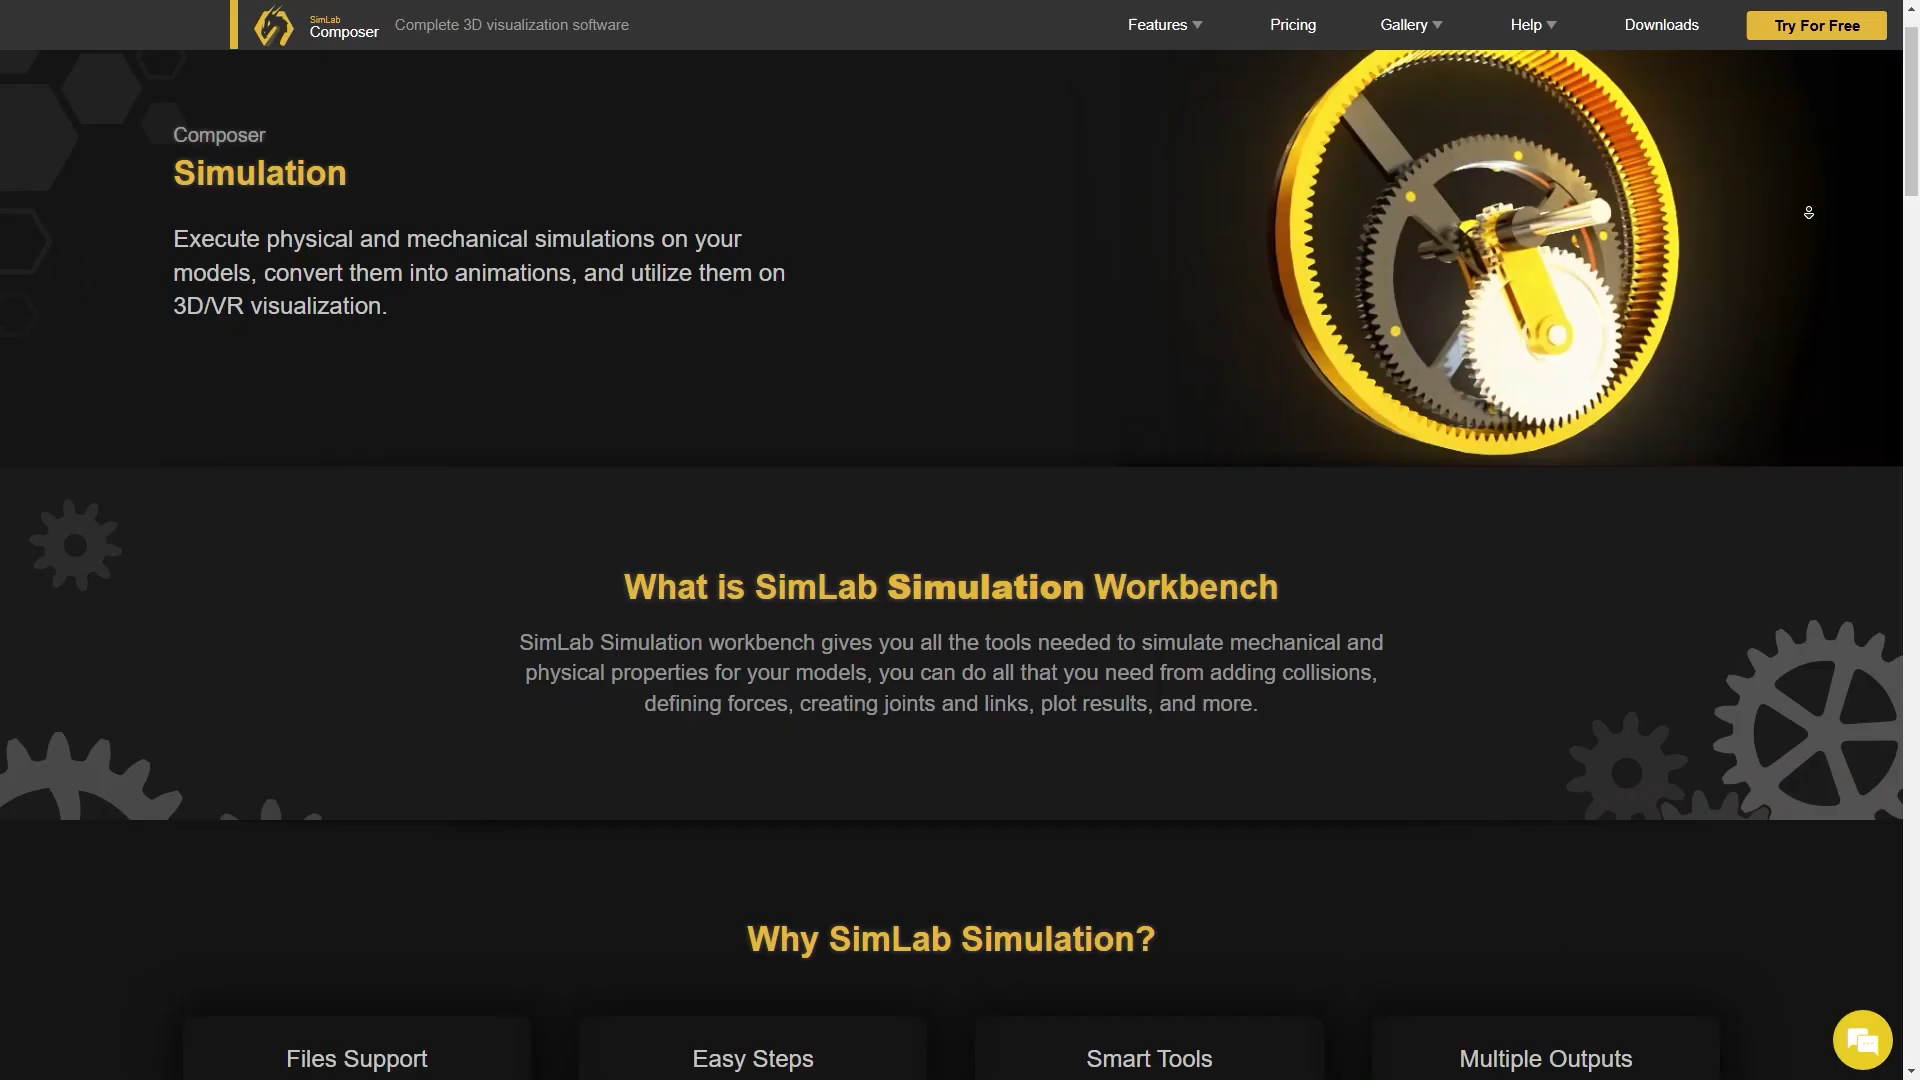 SimLab
Composer
Complete 3D visualization software
Features
Pricing
Gallery
Help
Downloads
Try For Free
Composer
Simulation
Execute physical and mechanical simulations on your
models, convert them into animations, and utilize them on
3D/VR visualization.
What is SimLab Simulation Workbench
SimLab Simulation workbench gives you all the tools needed to simulate mechanical and
physical properties for your models, you can do all that you need from adding collisions,
defining forces, creating joints and links, plot results, and more.
Why SimLab Simulation?
Files Support
Easy Steps
Smart Tools
Multiple Outputs